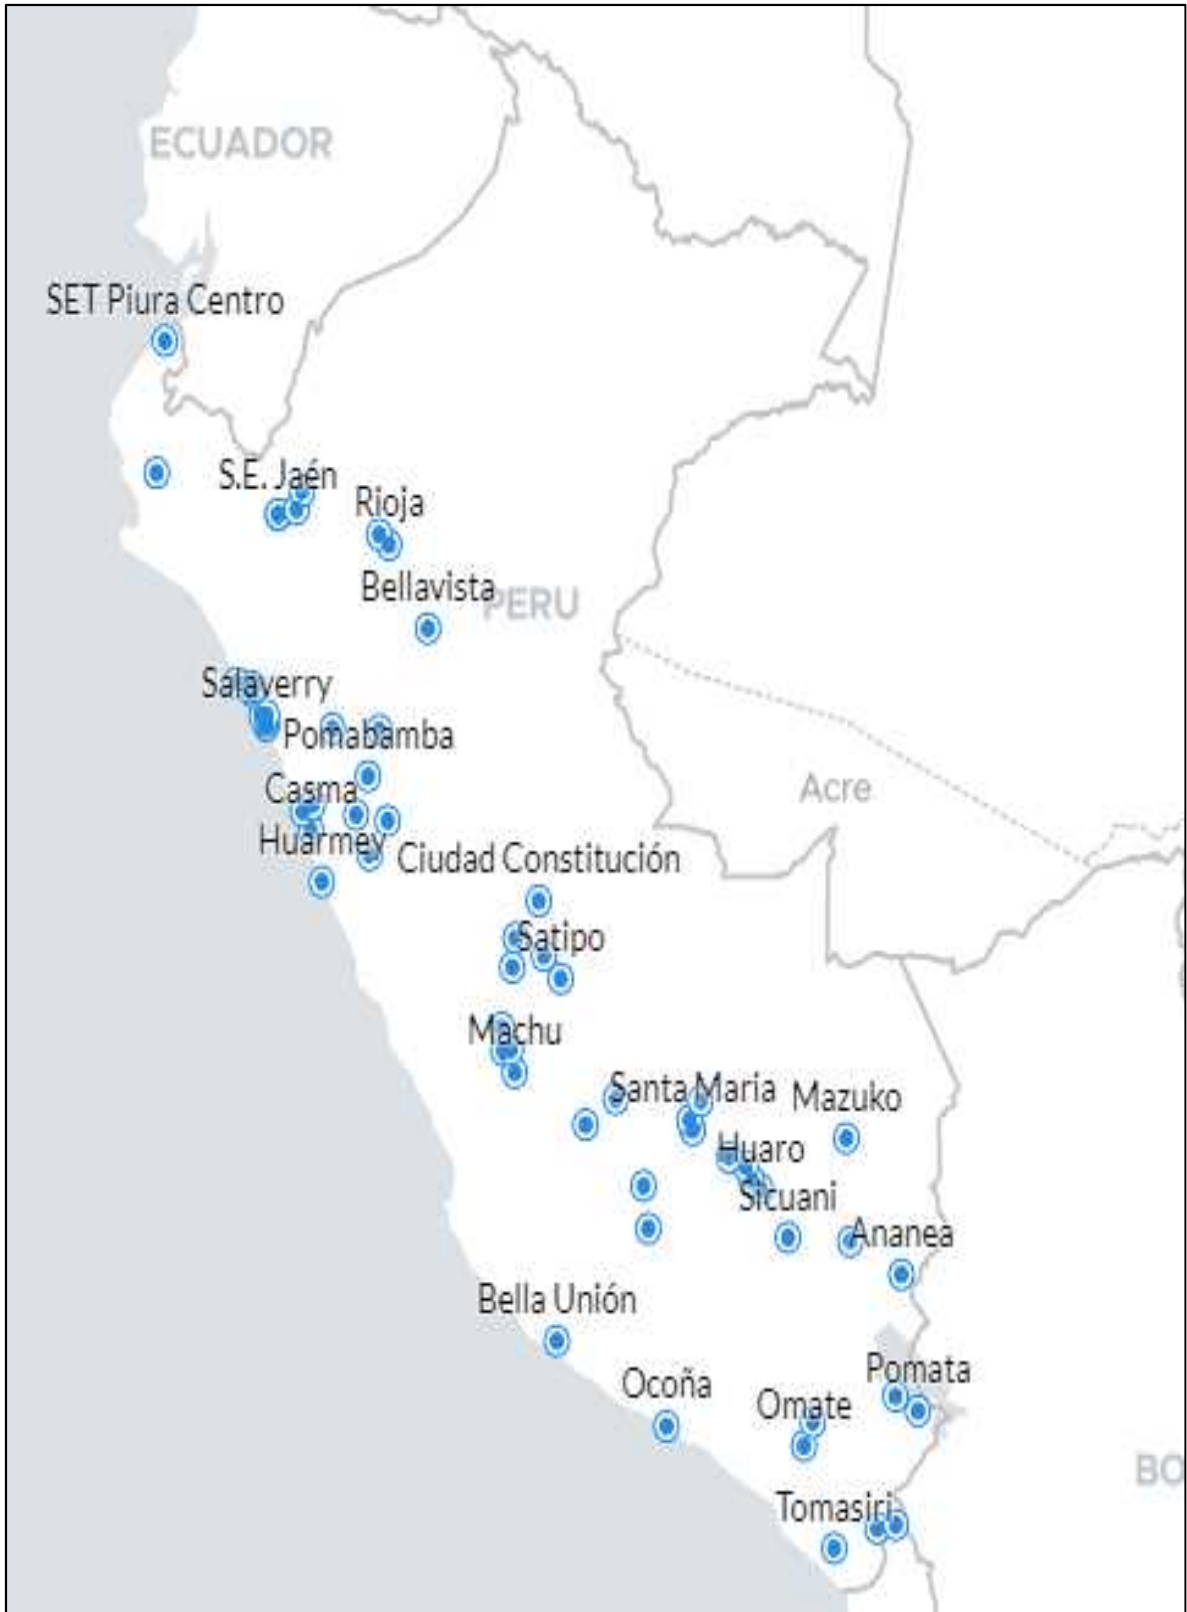 ECUADOR
SET Piura Centro
S.E. Jaén
Rioja
Bellavista
PERU
Salaverry
Pomabamba
Casma
Acre
Huarmey
Ciudad Constitución
Satipo
Machu
Santa Maria
Mazuko
Huaro
Sicuani
Ananea
Bella Unión
Pomata
Ocoña
Omate
BO
Tomasiri